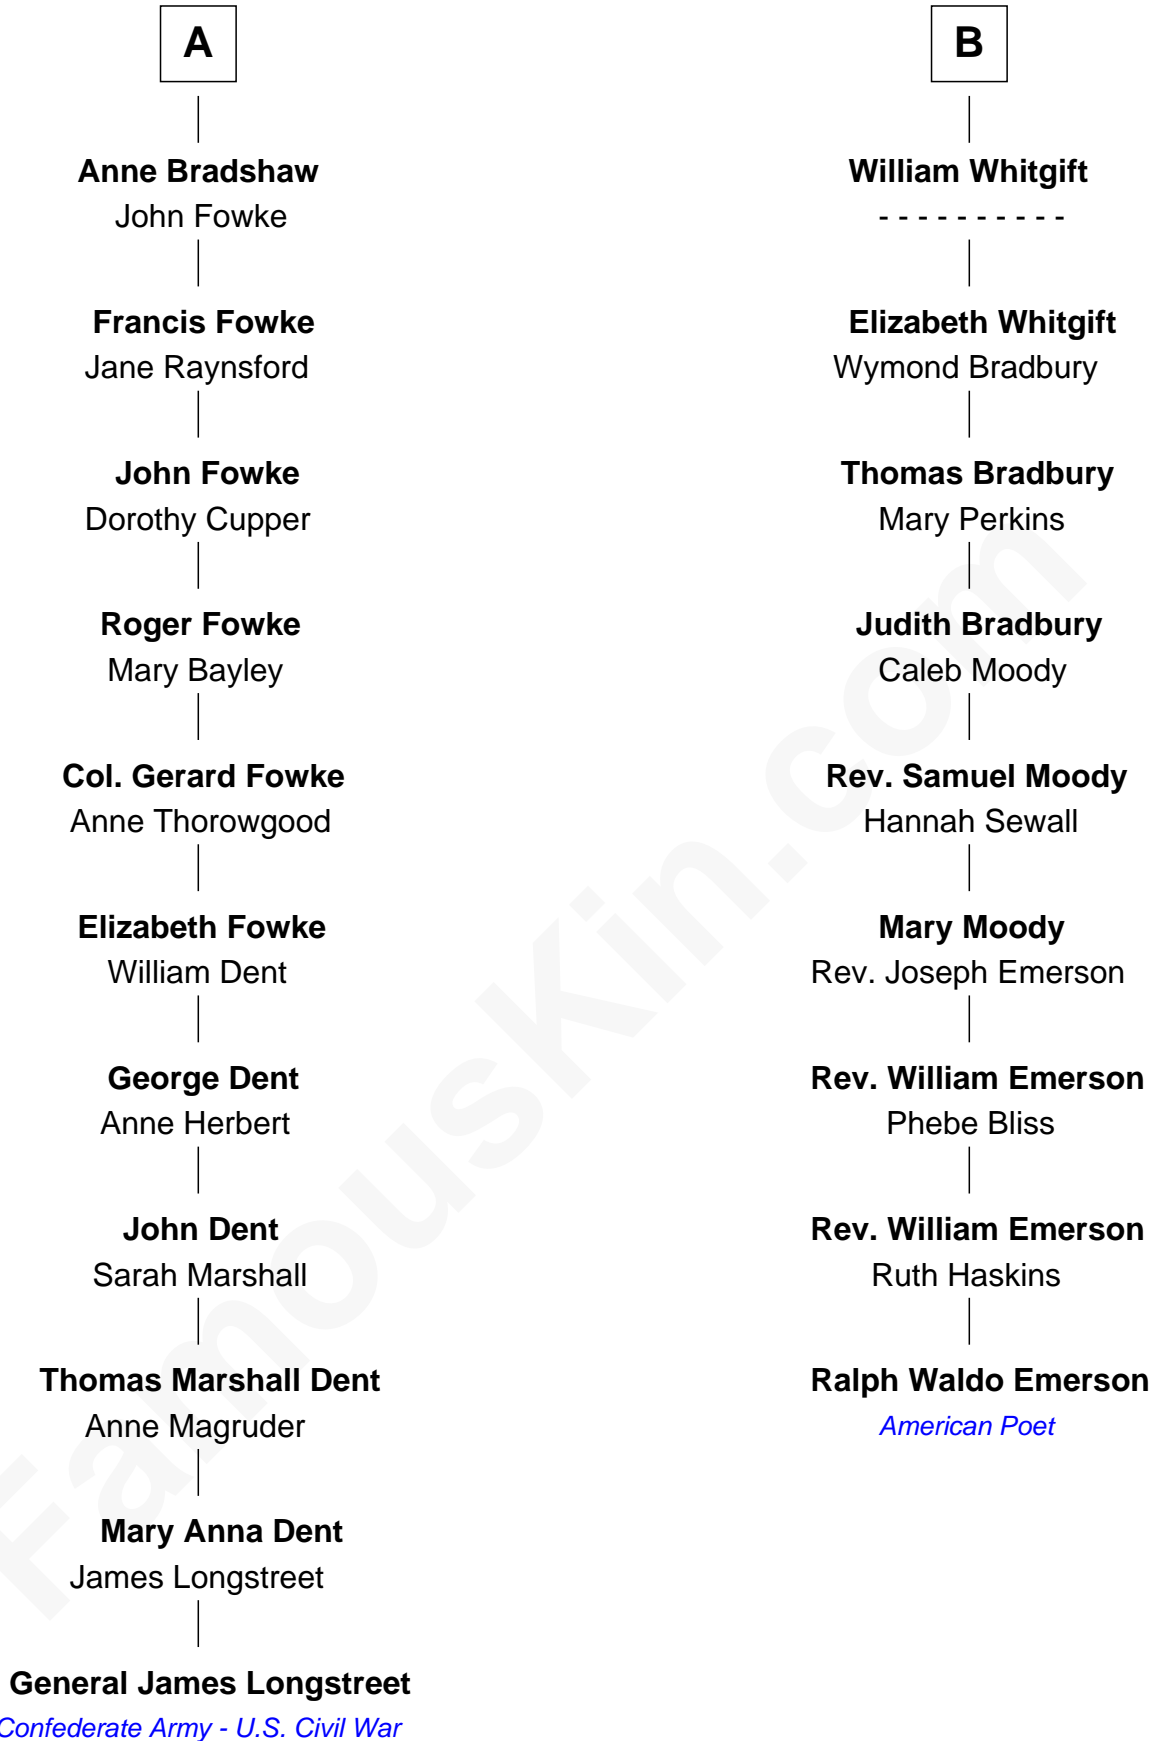 A
Anne Bradshaw
John Fowke
Francis Fowke
Jane Raynsford
John Fowke
Dorothy Cupper
Roger Fowke
Mary Bayley
Col. Gerard Fowke
Anne Thorowgood
Elizabeth Fowke
William Dent
George Dent
Anne Herbert
John Dent
Sarah Marshall
Thomas Marshall Dent
Anne Magruder
Mary Anna Dent
James Longstreet
General James Longstreet
Confederate Army - U.S. Civil War
B
William Whitgift
- - - - - - - - - -
Elizabeth Whitgift
Wymond Bradbury
Thomas Bradbury
Mary Perkins
Judith Bradbury
Caleb Moody
Rev. Samuel Moody
Hannah Sewall
Mary Moody
Rev. Joseph Emerson
Rev. William Emerson
Phebe Bliss
Rev. William Emerson
Ruth Haskins
Ralph Waldo Emerson
American Poet
FamousKin.com